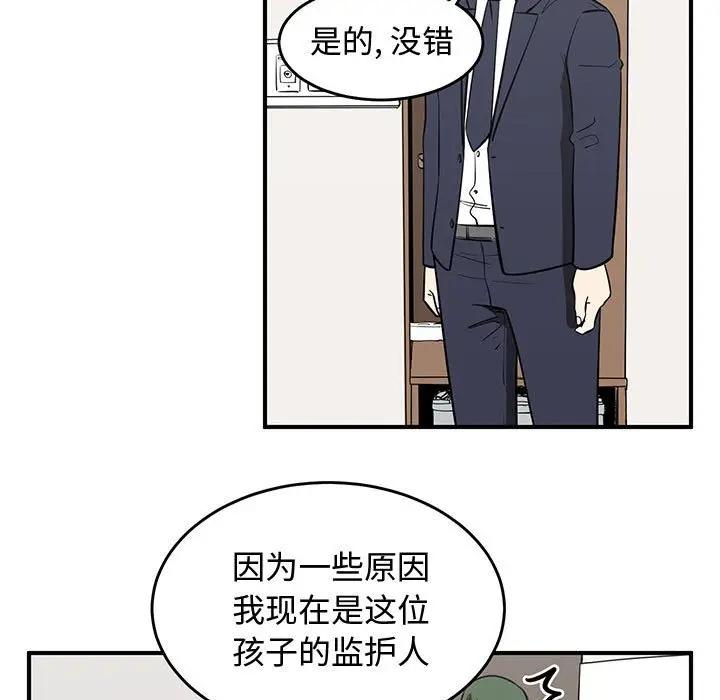 是的, 没错
因为一些原因
我现在是这位
孩子的监护人